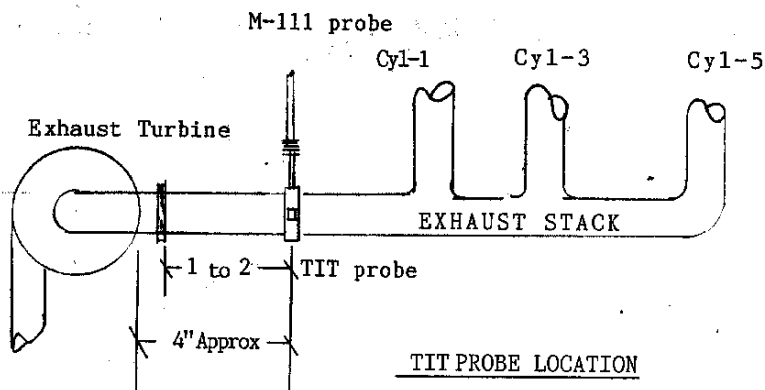 M-111 probe
Cyl-1
Cyl-3
Cyl-5
Exhaust Turbine
EXHAUST STACK
1 to 2
TIT probe
4" Approx
TIT PROBE LOCATION